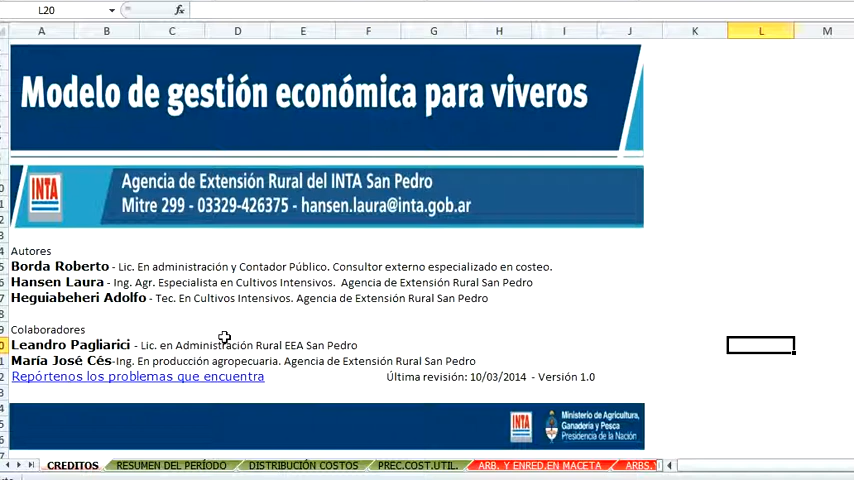 L20
fx
A B C D E F G H I J K L M
Modelo de gestión económica para viveros
INTA
Agencia de Extensión Rural del INTA San Pedro
Mitre 299 - 03329-426375 - hansen.laura@inta.gob.ar
Autores
Borda Roberto - Lic. En administración y Contador Público. Consultor externo especializado en costeo.
Hansen Laura - Ing. Agr. Especialista en Cultivos Intensivos. Agencia de Extensión Rural San Pedro
Heguiabeheri Adolfo - Tec. En Cultivos Intensivos. Agencia de Extensión Rural San Pedro
Colaboradores
Leandro Pagliarici - Lic. en Administración Rural EEA San Pedro
María José Cés-Ing. En producción agropecuaria. Agencia de Extensión Rural San Pedro
Repórtenos los problemas que encuentra Última revisión: 10/03/2014 - Versión 1.0
INTA
Ministerio de Agricultura,
Ganadería y Pesca
Presidencia de la Nación
CREDITOS RESUMEN DEL PERÍODO DISTRIBUCIÓN COSTOS PREC.COST.UTIL. ARB. Y ENRED.EN MACETA ARBS.Y